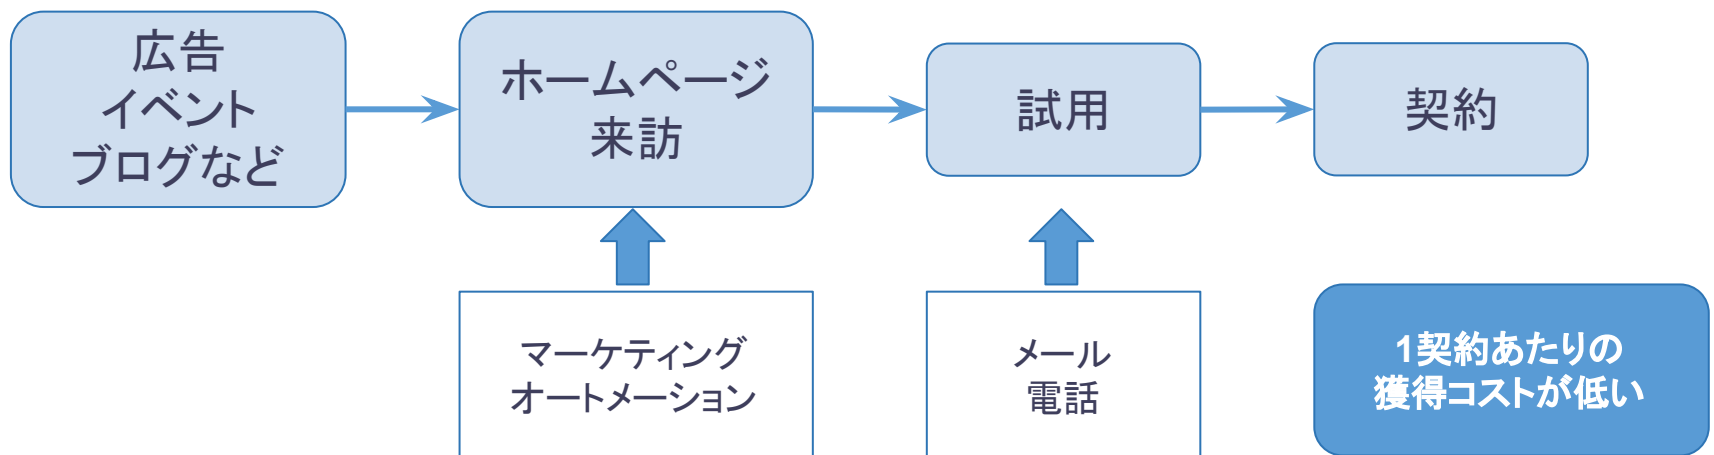 広告
イベント
ブログなど
ホームページ
来訪
試用
契約
マーケティング
オートメーション
メール
電話
1契約あたりの
獲得コストが低い